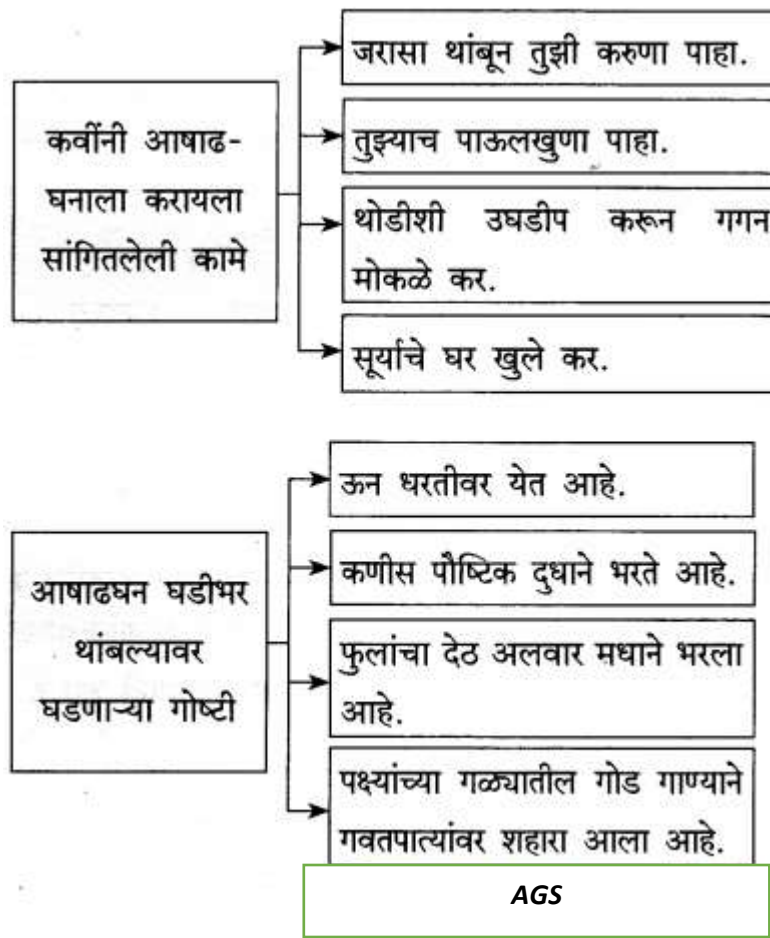 कवींनी आषाढ-
घनाला करायला
सांगितलेली कामे
जरासा थांबून तुझी करुणा पाहा.
तुझ्याच पाऊलखुणा पाहा.
थोडीशी उघडीप करून गगन
मोकळे कर.
सूर्याचे घर खुले कर.
आषाढघन घडीभर
थांबल्यावर
घडणाऱ्या गोष्टी
ऊन धरतीवर येत आहे.
कणीस पौष्टिक दुधाने भरते आहे.
फुलांचा देठ अलवार मधाने भरला
आहे.
पक्ष्यांच्या गळ्यातील गोड गाण्याने
गवतपात्यांवर शहारा आला आहे.
AGS